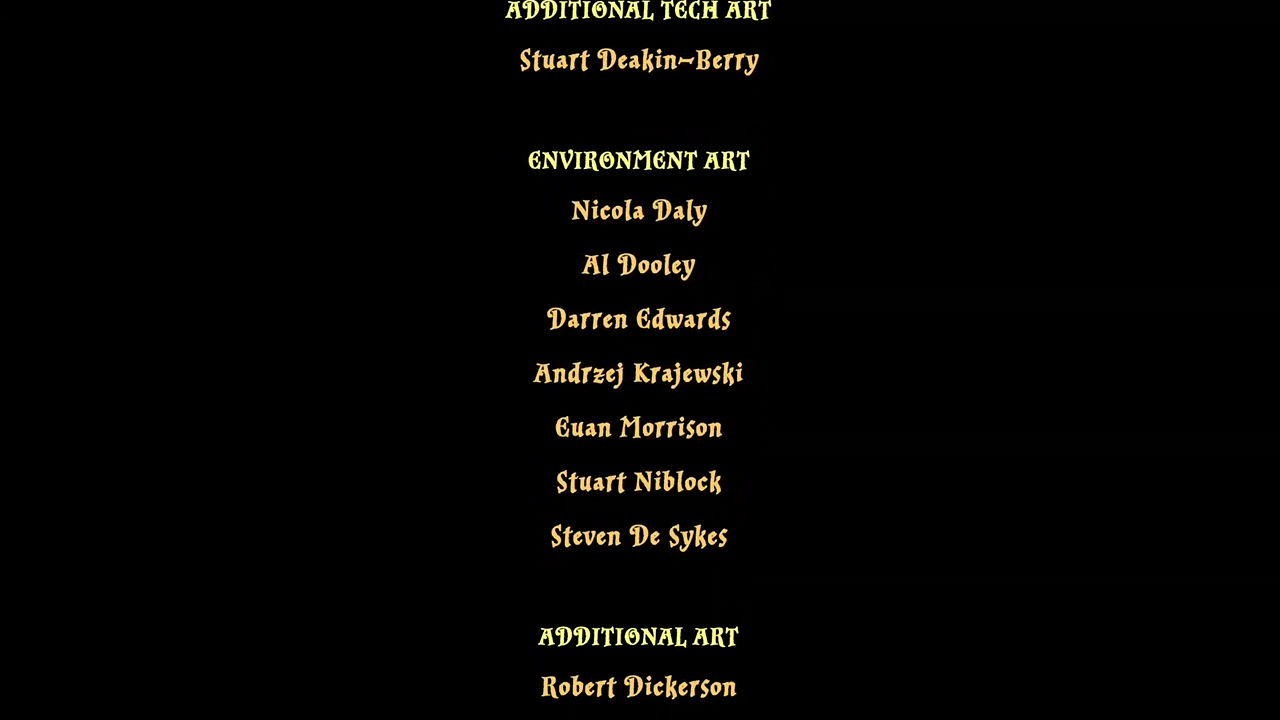 ADDITIONAL TECH ART
Stuart Deakin-Berry
ENVIRONMENT ART
Nicola Daly
Al Dooley
Darren Edwards
Andrzej Krajewski
Euan Morrison
Stuart Niblock
Steven De Sykes
ADDITIONAL ART
Robert Dickerson